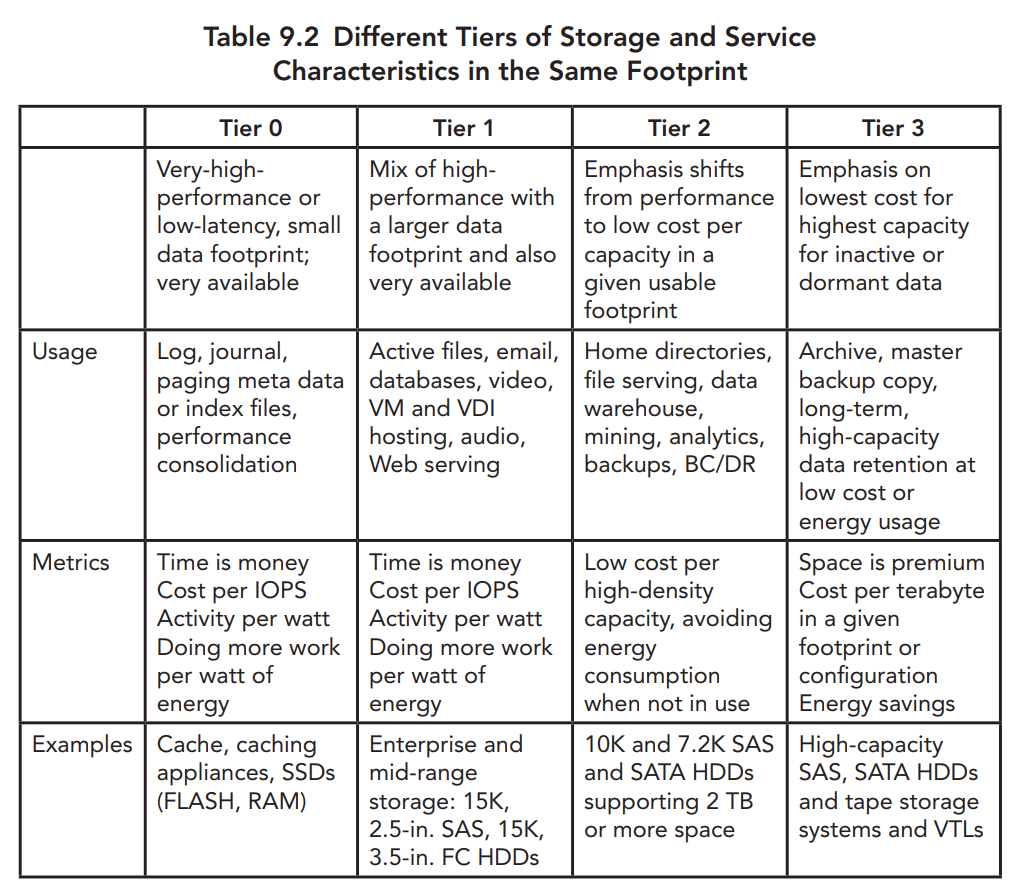 Table 9.2 Different Tiers of Storage and Service
Characteristics in the Same Footprint
Tier 0
Tier 1
Tier 2
Tier 3
Very-high-
performance or
low-latency, small
data footprint;
very available
Mix of high-
performance with
a larger data
footprint and also
very available
Emphasis shifts
from performance
to low cost per
capacity in a
given usable
footprint
Emphasis on
lowest cost for
highest capacity
for inactive or
dormant data
Usage
Log, journal,
paging meta data
or index files,
performance
consolidation
Active files, email,
databases, video,
VM and VDI
hosting, audio,
Web serving
Home directories,
file serving, data
warehouse,
mining, analytics,
backups, BC/DR
Archive, master
backup copy,
long-term,
high-capacity
data retention at
low cost or
energy usage
Metrics
Time is money
Cost per IOPS
Activity per watt
Doing more work
per watt of
energy
Time is money
Cost per IOPS
Activity per watt
Doing more work
per watt of
energy
Low cost per
high-density
capacity, avoiding
energy
consumption
when not in use
Space is premium
Cost per terabyte
in a given
footprint or
configuration
Energy savings
Examples
Cache, caching
appliances, SSDs
(FLASH, RAM)
Enterprise and
mid-range
storage: 15K,
2.5-in. SAS, 15K,
3.5-in. FC HDDs
10K and 7.2K SAS
and SATA HDDs
supporting 2 TB
or more space
High-capacity
SAS, SATA HDDs
and tape storage
systems and VTLs